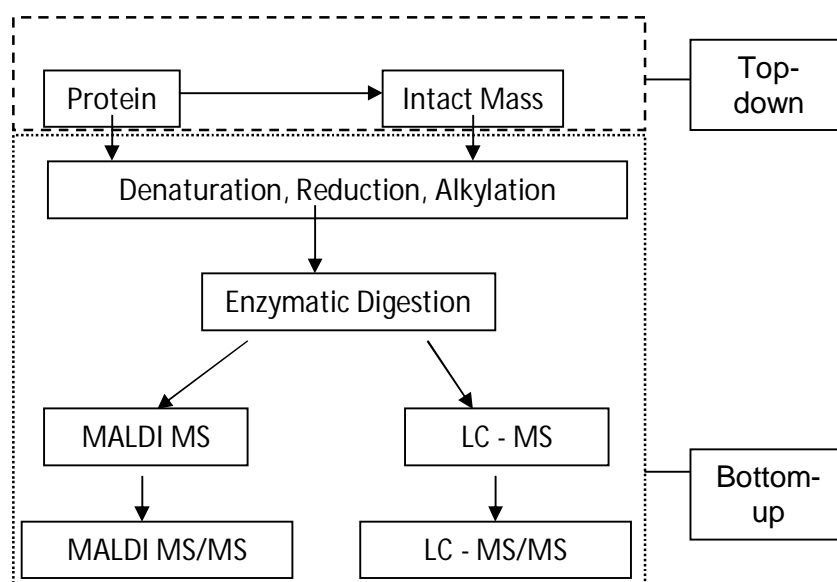 Top-
down
Protein
Intact Mass
Denaturation, Reduction, Alkylation
Enzymatic Digestion
MALDI MS
LC - MS
Bottom-
up
MALDI MS/MS
LC - MS/MS